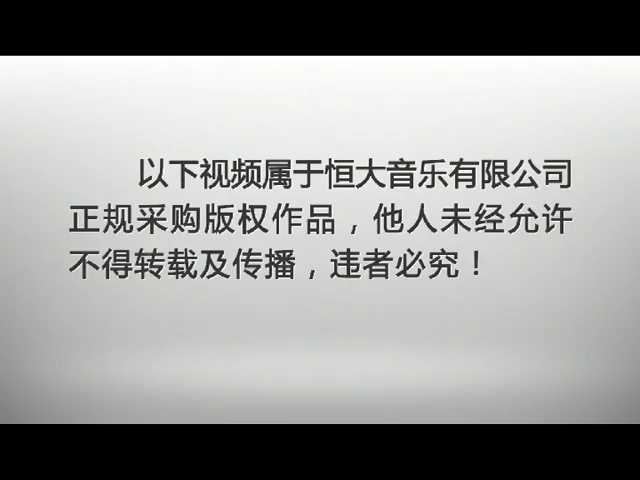 以下视频属于恒大音乐有限公司
正规采购版权作品，他人未经允许
不得转载及传播，违者必究！